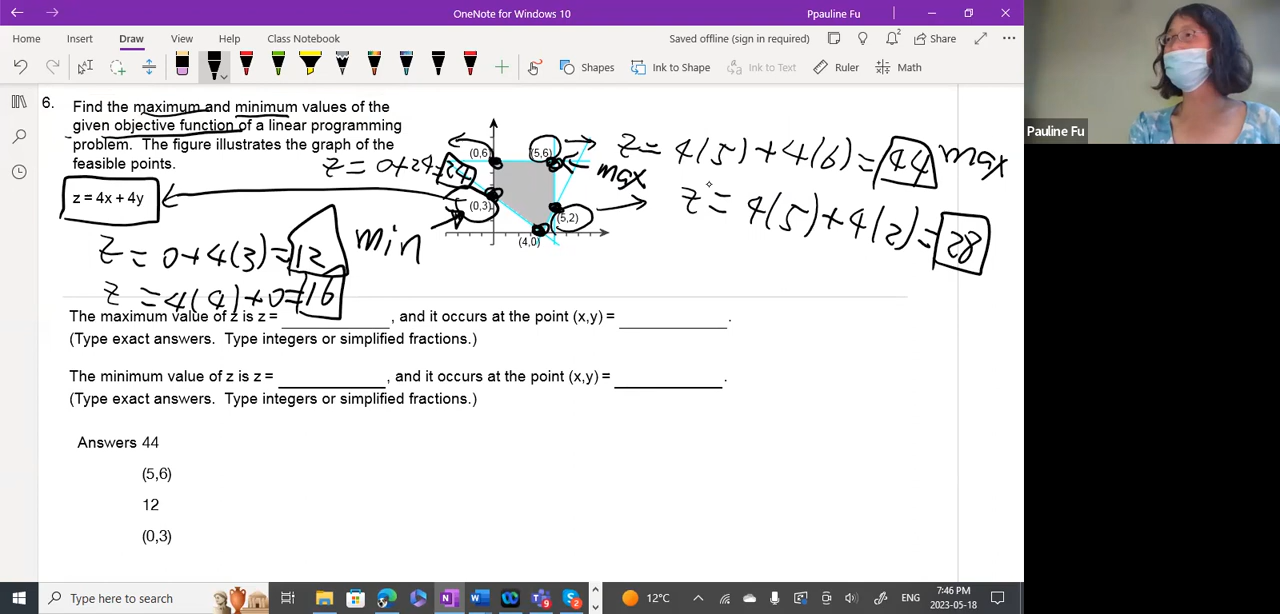 OneNote for Windows 10
Ppauline Fu
Home Insert Draw View Help Class Notebook
Saved offline (sign in required)
Share
Shapes Ink to Shape Ink to Text Ruler Math
6. Find the maximum and minimum values of the
given objective function of a linear programming
problem. The figure illustrates the graph of the
feasible points.
z = 4x + 4y
z = 0+24=24
(0,6)
(5,6)
(0,3)
(5,2)
(4,0)
max
min
z = 4(5)+4(6)=44 max
z = 4(5)+4(2)=28
z = 0+4(3)=12
z = 4(4)+0=16
The maximum value of z is z = , and it occurs at the point (x,y) = .
(Type exact answers. Type integers or simplified fractions.)
The minimum value of z is z = , and it occurs at the point (x,y) = .
(Type exact answers. Type integers or simplified fractions.)
Answers 44
(5,6)
12
(0,3)
Pauline Fu
Type here to search
12°C
ENG
7:46 PM
2023-05-18